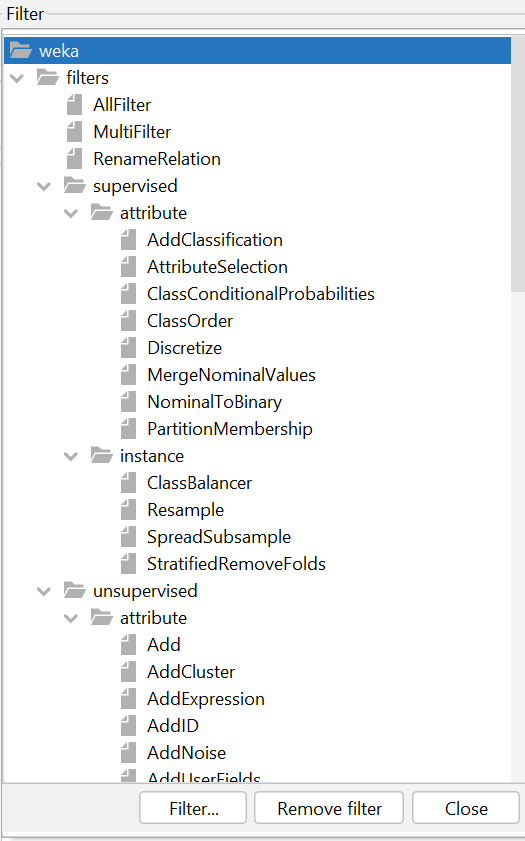 Filter
weka
filters
AllFilter
MultiFilter
RenameRelation
supervised
attribute
AddClassification
AttributeSelection
ClassConditionalProbabilities
ClassOrder
Discretize
MergeNominalValues
NominalToBinary
PartitionMembership
instance
ClassBalancer
Resample
SpreadSubsample
StratifiedRemoveFolds
unsupervised
attribute
Add
AddCluster
AddExpression
AddID
AddNoise
AddUserFields
Filter... Remove filter Close